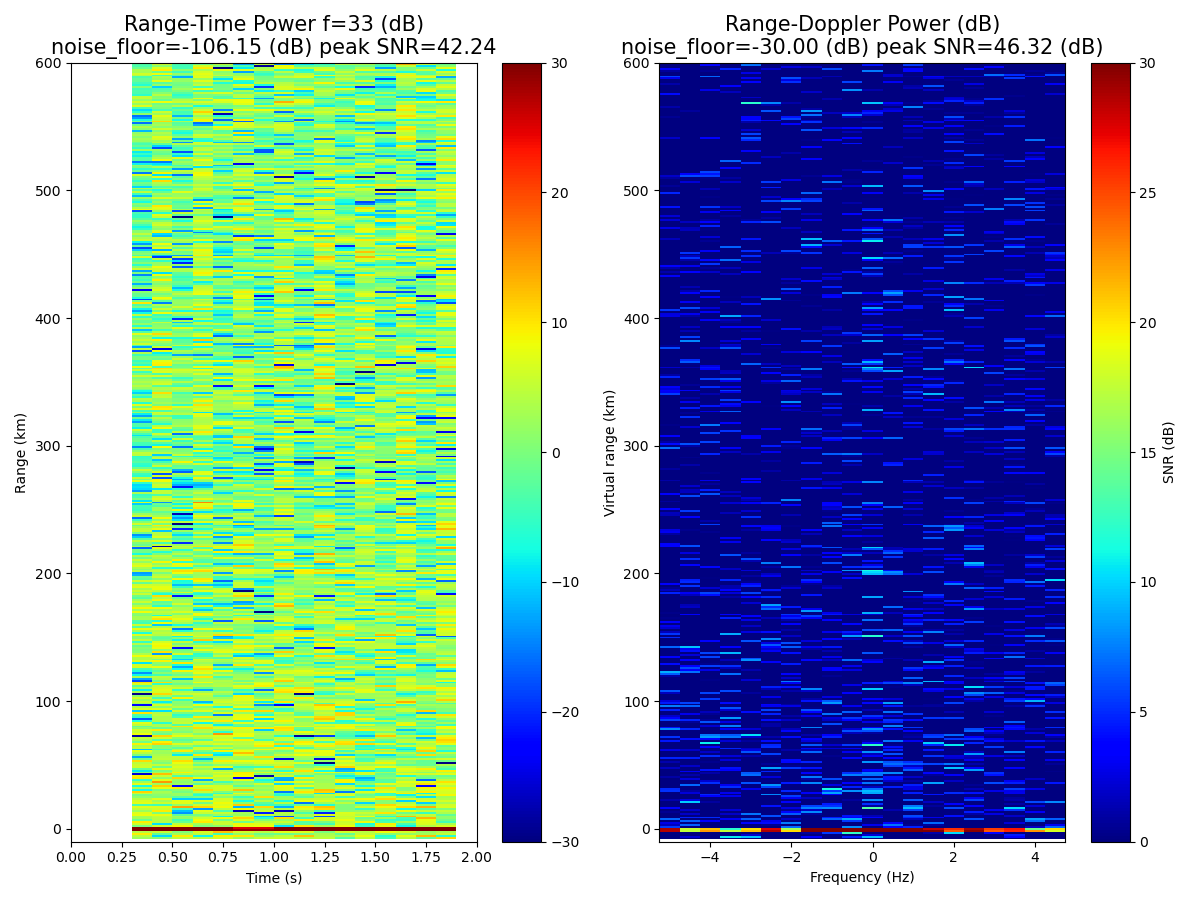 Range-Time Power f=33 (dB)
noise_floor=-106.15 (dB) peak SNR=42.24
Range (km)
600
500
400
300
200
100
0
0.00 0.25 0.50 0.75 1.00 1.25 1.50 1.75 2.00
Time (s)
30
20
10
0
−10
−20
−30
Range-Doppler Power (dB)
noise_floor=-30.00 (dB) peak SNR=46.32 (dB)
Virtual range (km)
600
500
400
300
200
100
0
−4 −2 0 2 4
Frequency (Hz)
30
25
20
15
10
5
0
SNR (dB)